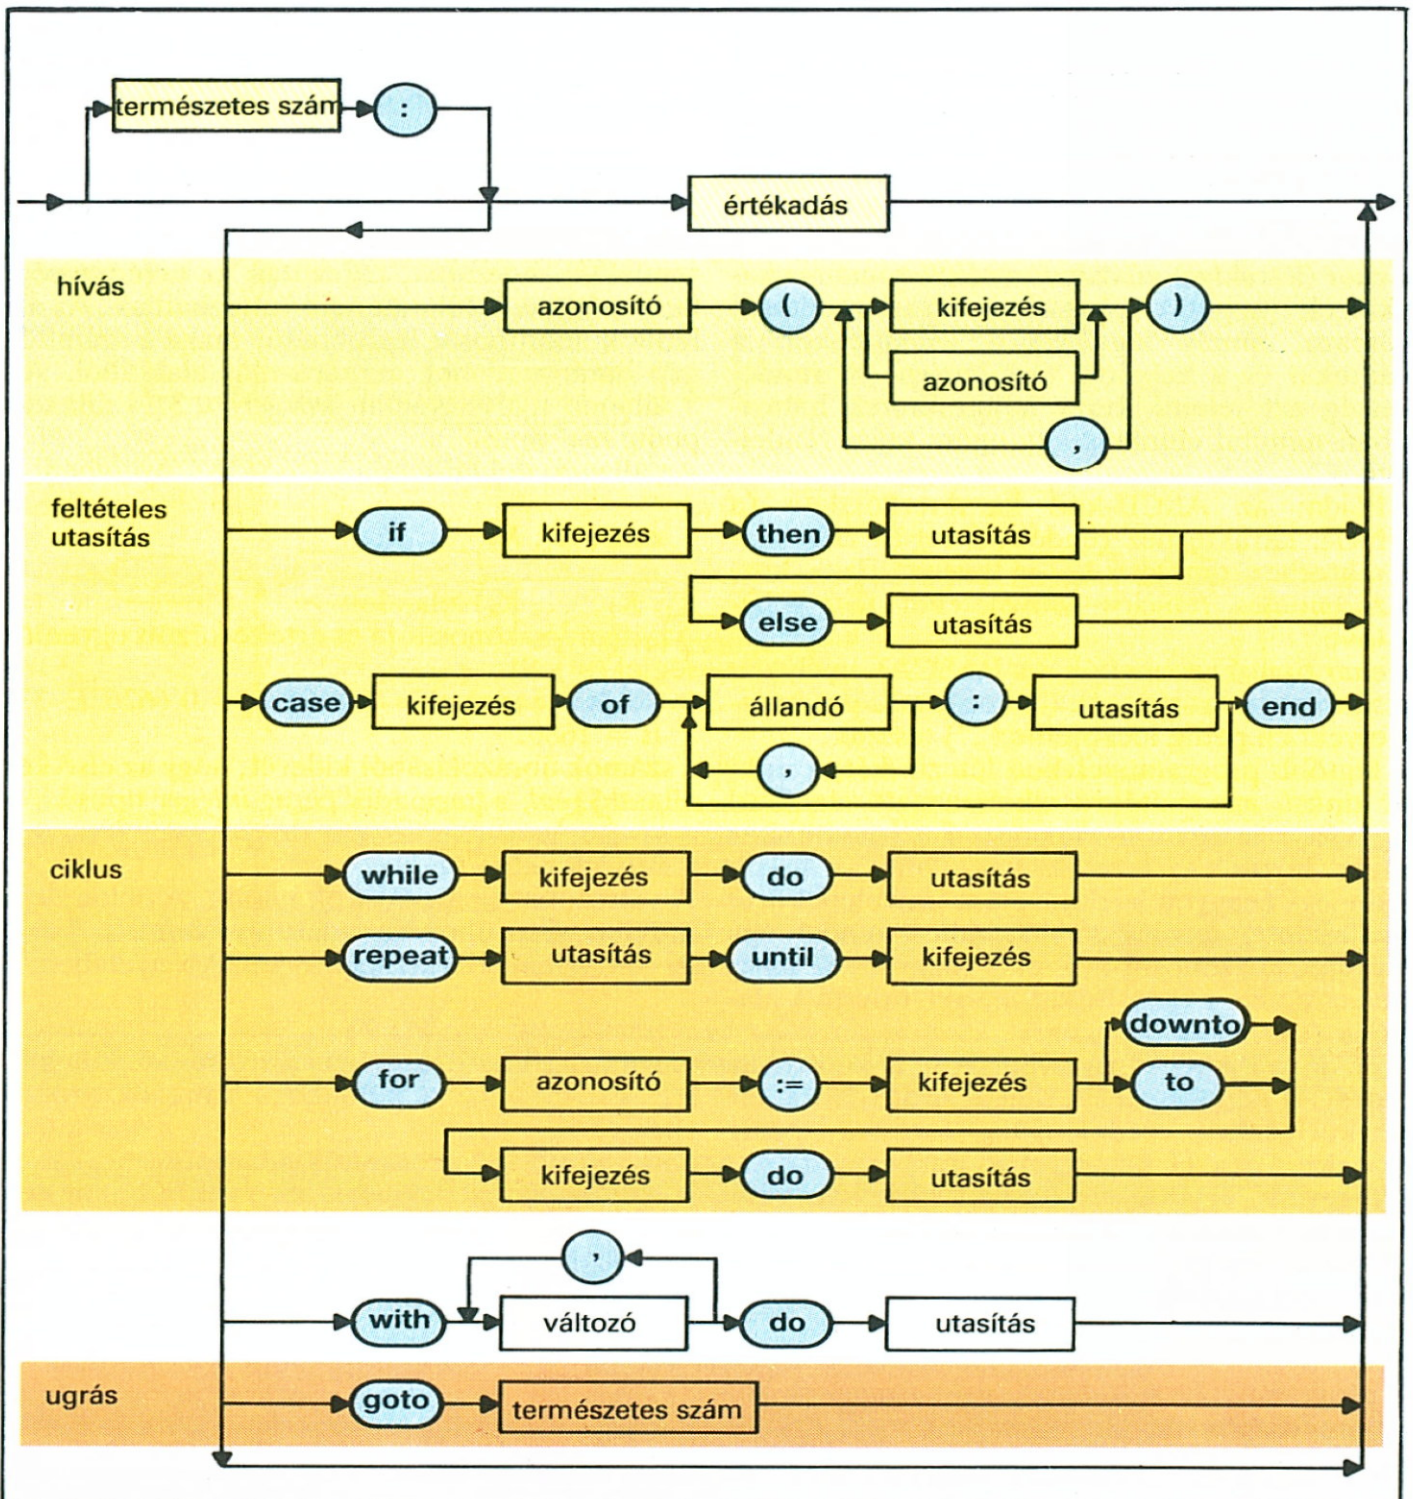 természetes szám :
értékadás
hívás
azonosító ( kifejezés )
azonosító
,
feltételes
utasítás
if kifejezés then utasítás
else utasítás
case kifejezés of állandó : utasítás end
,
ciklus
while kifejezés do utasítás
repeat utasítás until kifejezés
downto
for azonosító := kifejezés to
kifejezés do utasítás
,
with változó do utasítás
ugrás
goto természetes szám